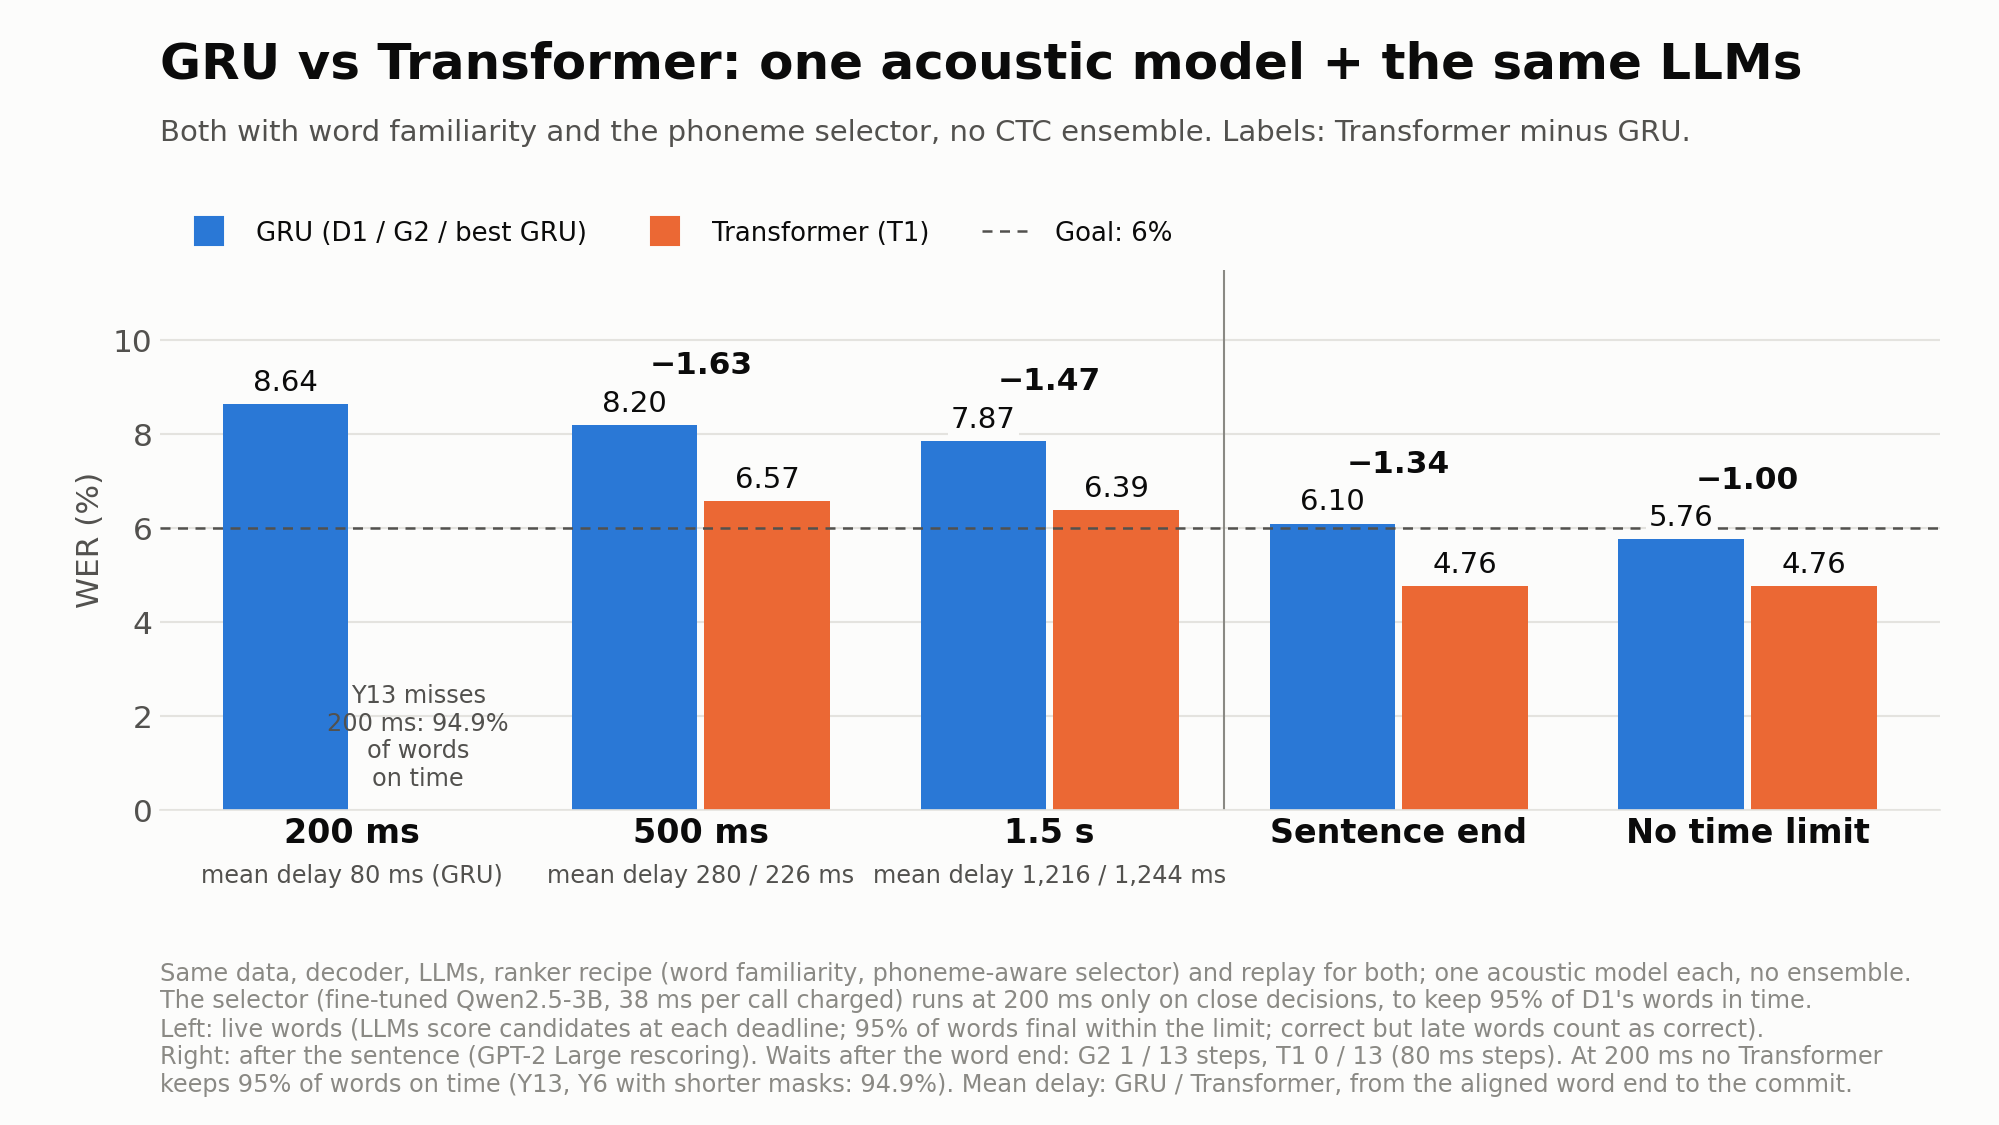 GRU vs Transformer: one acoustic model + the same LLMs
Both with word familiarity and the phoneme selector, no CTC ensemble. Labels: Transformer minus GRU.
GRU (D1 / G2 / best GRU)
Transformer (T1)
Goal: 6%
WER (%)
10
8
6
4
2
0
8.64
Y13 misses
200 ms: 94.9%
of words
on time
−1.63
8.20
6.57
−1.47
7.87
6.39
−1.34
6.10
4.76
−1.00
5.76
4.76
200 ms
500 ms
1.5 s
Sentence end
No time limit
mean delay 80 ms (GRU)
mean delay 280 / 226 ms
mean delay 1,216 / 1,244 ms
Same data, decoder, LLMs, ranker recipe (word familiarity, phoneme-aware selector) and replay for both; one acoustic model each, no ensemble.
The selector (fine-tuned Qwen2.5-3B, 38 ms per call charged) runs at 200 ms only on close decisions, to keep 95% of D1's words in time.
Left: live words (LLMs score candidates at each deadline; 95% of words final within the limit; correct but late words count as correct).
Right: after the sentence (GPT-2 Large rescoring). Waits after the word end: G2 1 / 13 steps, T1 0 / 13 (80 ms steps). At 200 ms no Transformer
keeps 95% of words on time (Y13, Y6 with shorter masks: 94.9%). Mean delay: GRU / Transformer, from the aligned word end to the commit.